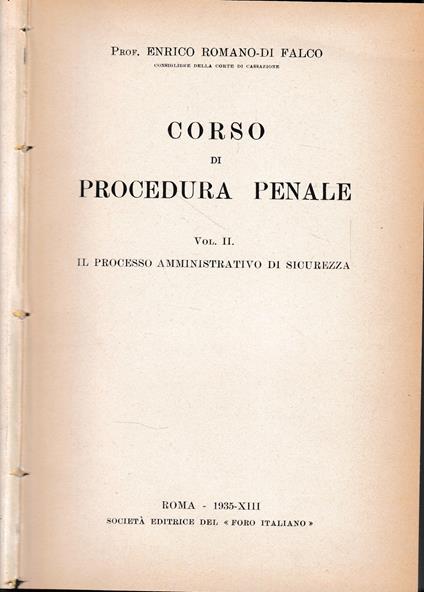 Prof. ENRICO ROMANO-DI FALCO
CONSIGLIERE DELLA CORTE DI CASSAZIONE
CORSO
DI
PROCEDURA PENALE
Vol. II.
IL PROCESSO AMMINISTRATIVO DI SICUREZZA
ROMA - 1935-XIII
SOCIETÀ EDITRICE DEL « FORO ITALIANO »